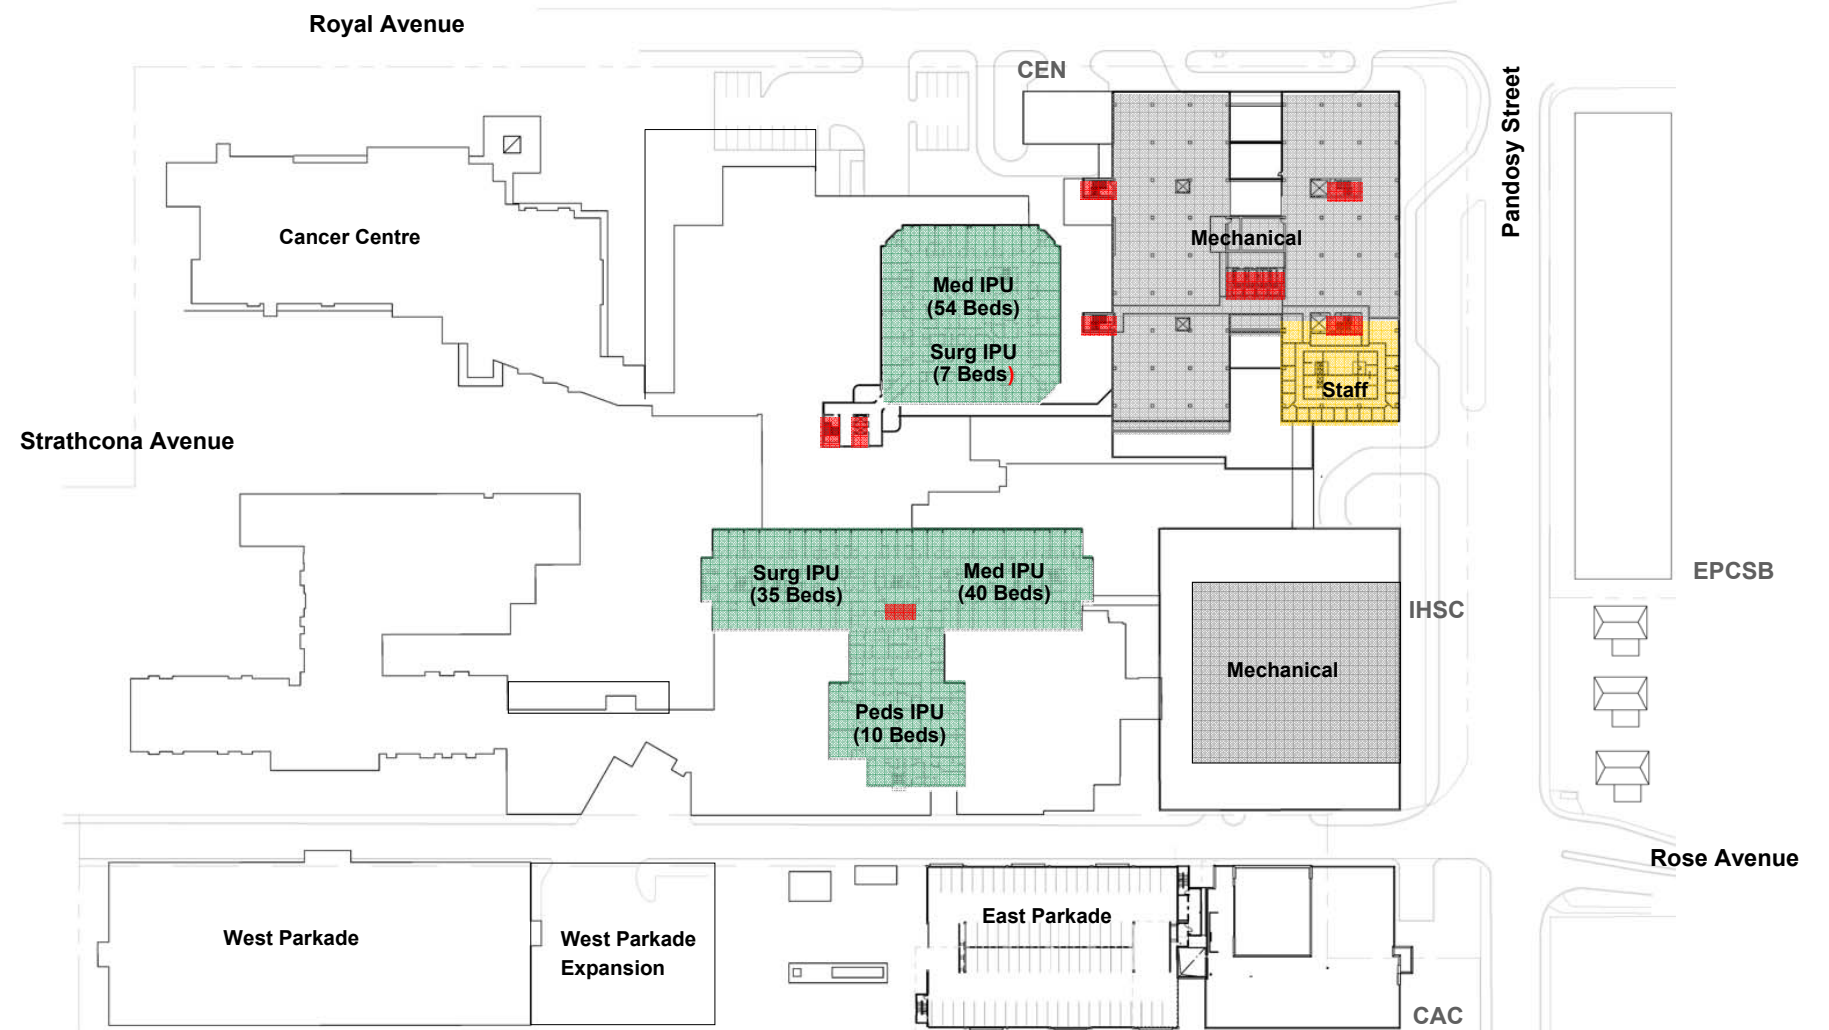 Royal Avenue
CEN
Pandosy Street
Cancer Centre
Mechanical
Med IPU
(54 Beds)
Surg IPU
(7 Beds)
Staff
Strathcona Avenue
Surg IPU
(35 Beds)
Med IPU
(40 Beds)
EPCSB
IHSC
Mechanical
Peds IPU
(10 Beds)
Rose Avenue
West Parkade
West Parkade
Expansion
East Parkade
CAC